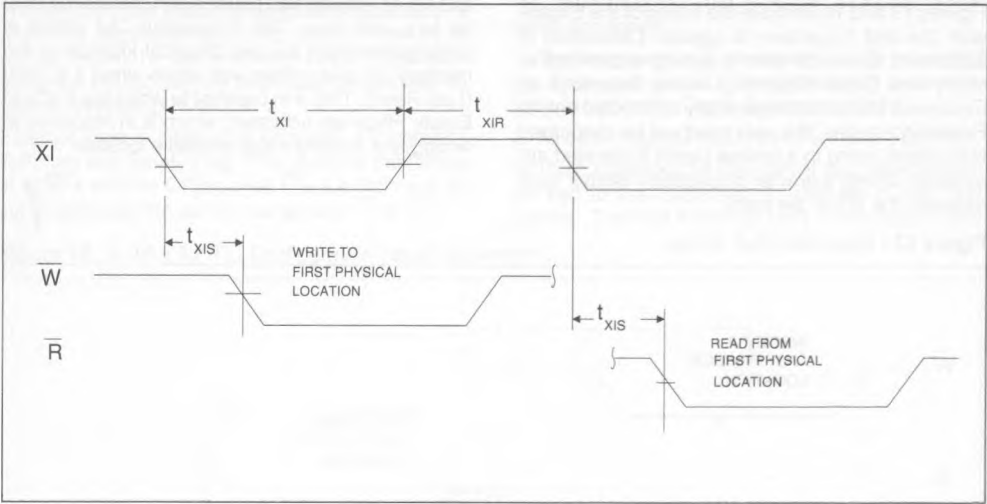 t XI
t XIR
XI
t XIS
W
WRITE TO
FIRST PHYSICAL
LOCATION
t XIS
R
READ FROM
FIRST PHYSICAL
LOCATION